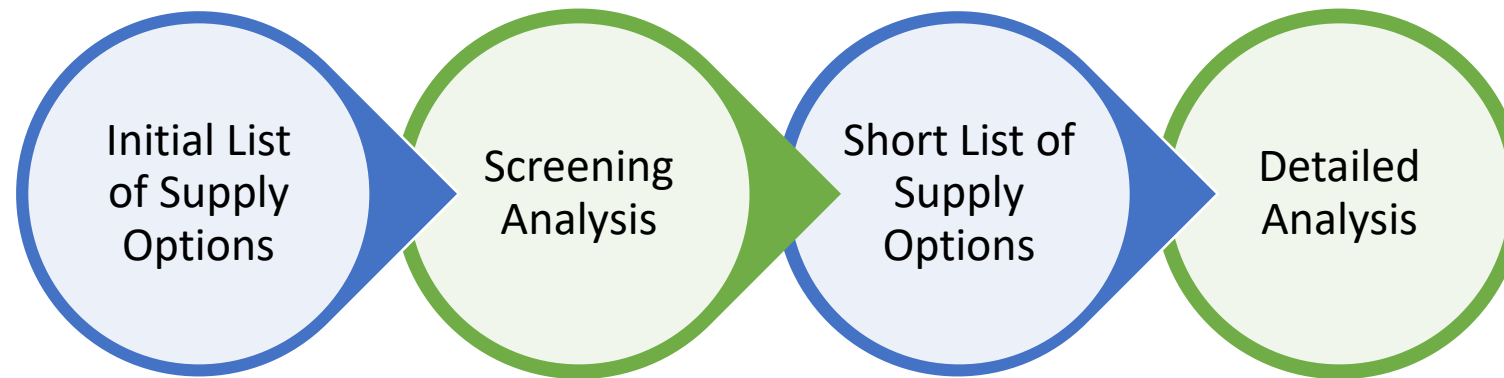 Initial List
of Supply
Options
Screening
Analysis
Short List of
Supply
Options
Detailed
Analysis